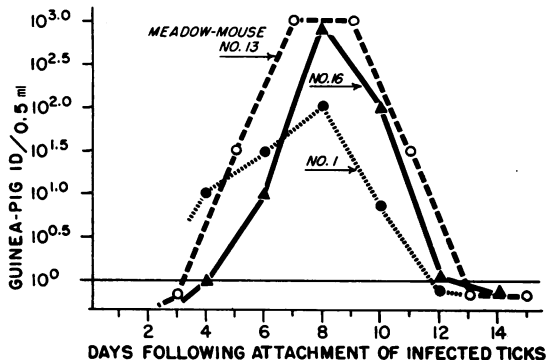 10^3.0
10^2.5
10^2.0
10^1.5
10^1.0
10^0.5
10^0
GUINEA-PIG ID/0.5 ml
MEADOW-MOUSE
NO. 13
NO. 16
NO. 1
2 4 6 8 10 12 14
DAYS FOLLOWING ATTACHMENT OF INFECTED TICKS